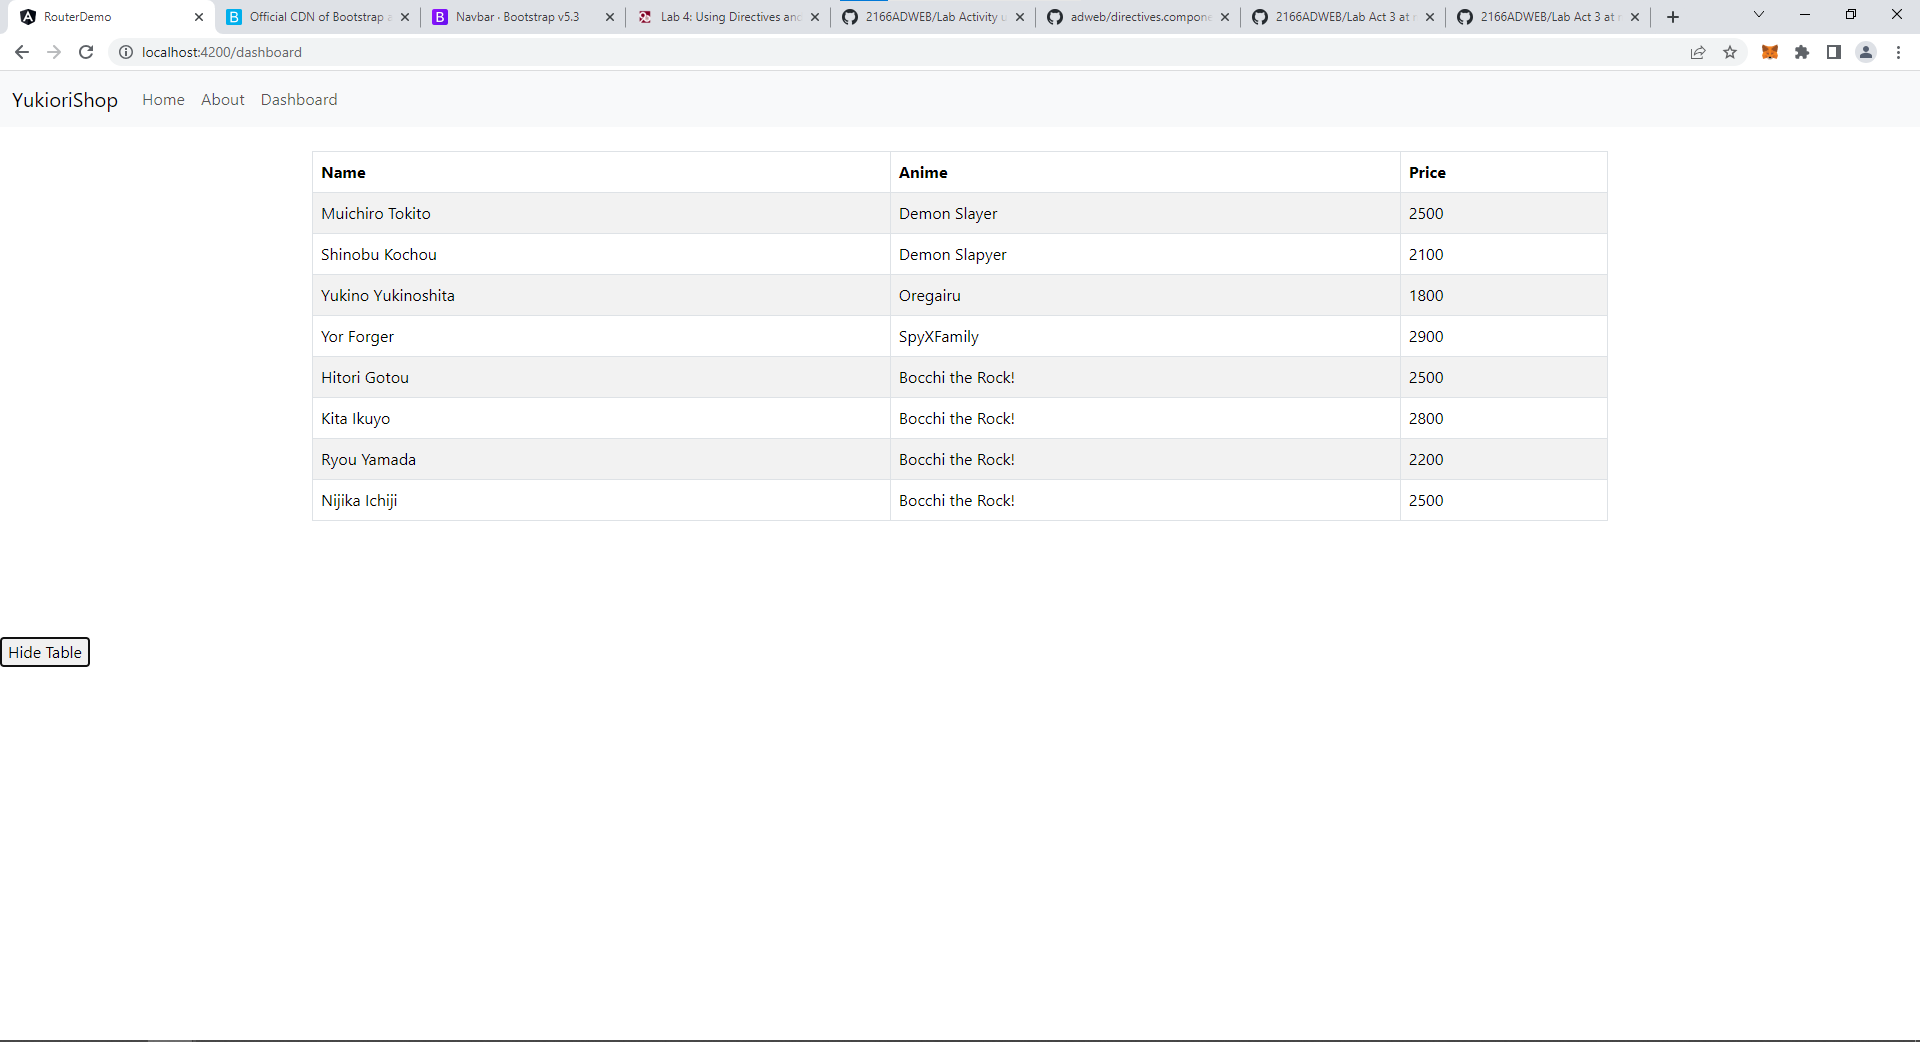 RouterDemo
Official CDN of Bootstrap a
Navbar · Bootstrap v5.3
Lab 4: Using Directives and
2166ADWEB/Lab Activity u
adweb/directives.compone
2166ADWEB/Lab Act 3 at
2166ADWEB/Lab Act 3 at
localhost:4200/dashboard
YukioriShop Home About Dashboard
Name Anime Price
Muichiro Tokito Demon Slayer 2500
Shinobu Kochou Demon Slapyer 2100
Yukino Yukinoshita Oregairu 1800
Yor Forger SpyXFamily 2900
Hitori Gotou Bocchi the Rock! 2500
Kita Ikuyo Bocchi the Rock! 2800
Ryou Yamada Bocchi the Rock! 2200
Nijika Ichiji Bocchi the Rock! 2500
Hide Table